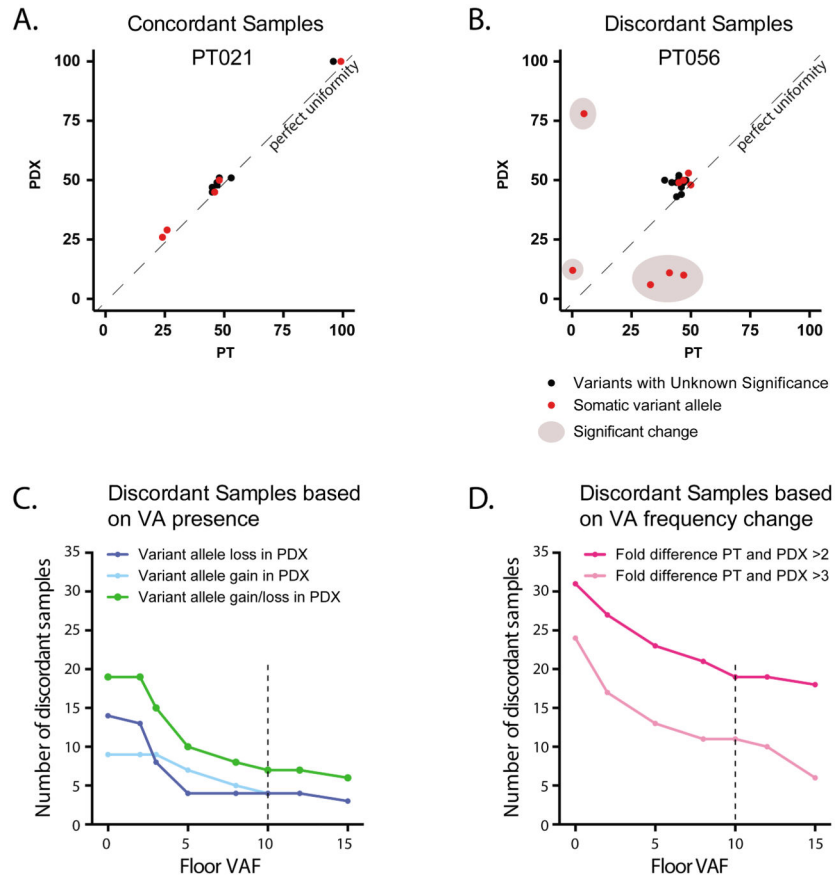 A.
Concordant Samples
PT021
100
75
50
25
0
PDX
perfect uniformity
0 25 50 75 100
PT
B.
Discordant Samples
PT056
100
75
50
25
0
PDX
perfect uniformity
0 25 50 75 100
PT
Variants with Unknown Significance
Somatic variant allele
Significant change
C.
Discordant Samples based
on VA presence
35
30
25
20
15
10
5
0
Number of discordant samples
Variant allele loss in PDX
Variant allele gain in PDX
Variant allele gain/loss in PDX
0 5 10 15
Floor VAF
D.
Discordant Samples based
on VA frequency change
35
30
25
20
15
10
5
0
Number of discordant samples
Fold difference PT and PDX >2
Fold difference PT and PDX >3
0 5 10 15
Floor VAF